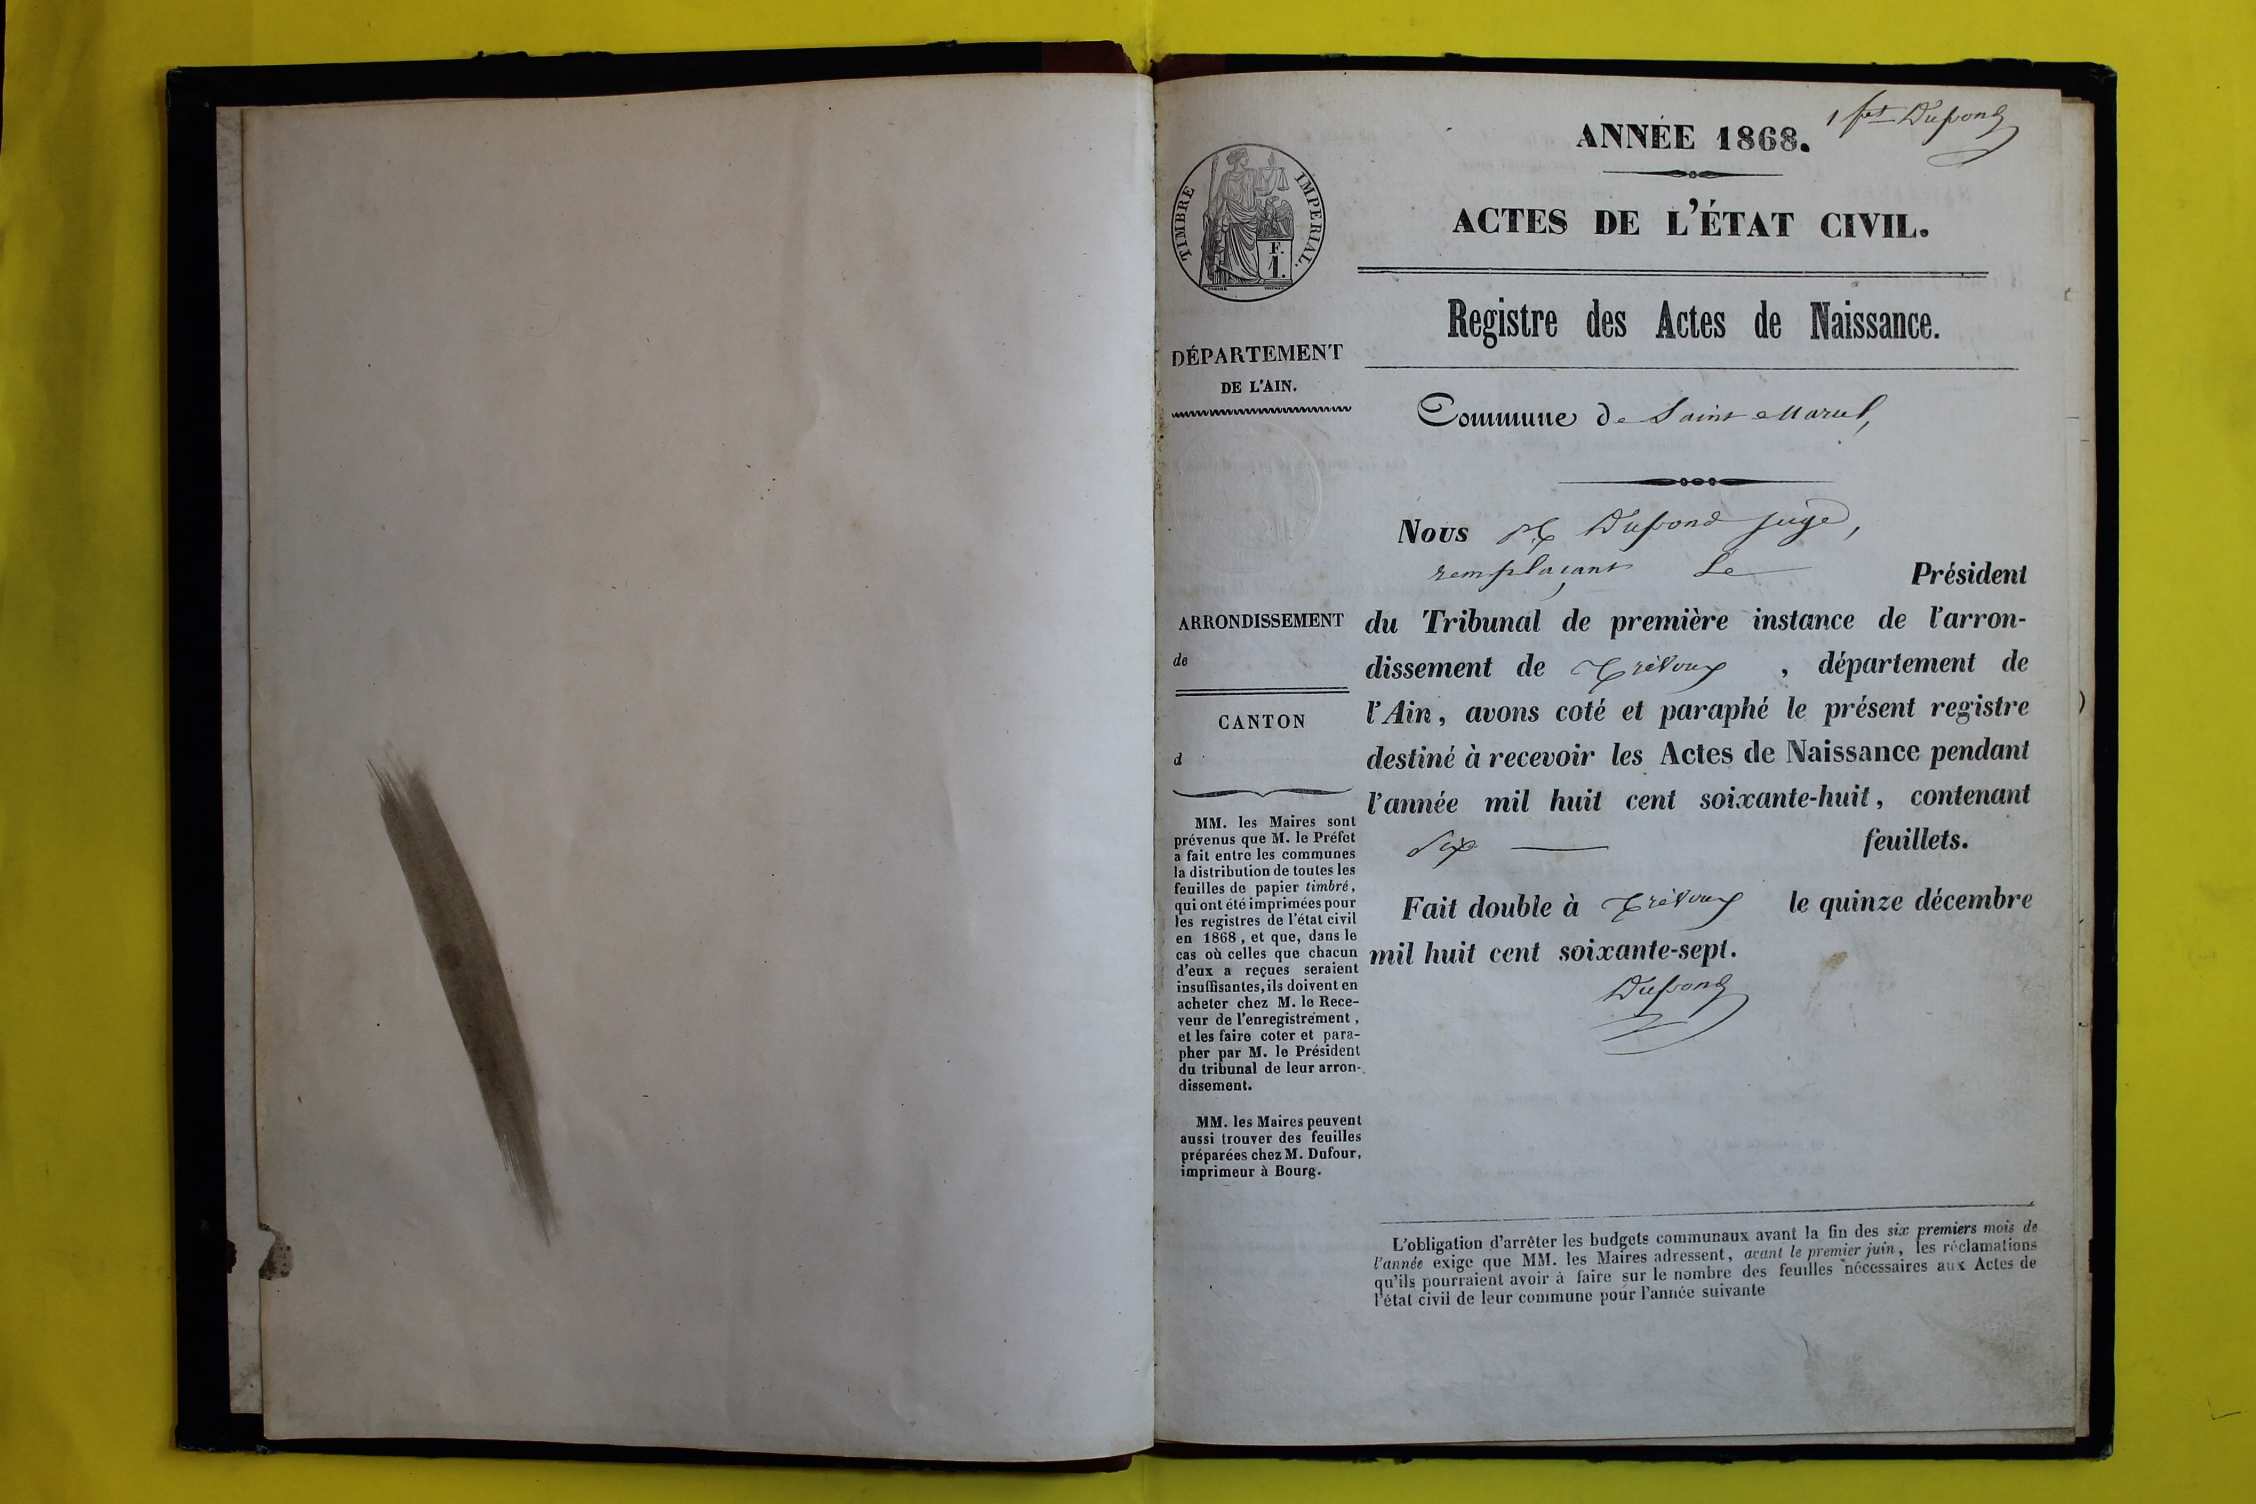 1 fet Dupond
ANNÉE 1868.
TIMBRE IMPERIAL.
F.
1.
ACTES DE L'ÉTAT CIVIL.
Registre des Actes de Naissance.
DÉPARTEMENT
DE L'AIN.
Commune de Saint Marcel,
Nous Dupond juge,
remplaçant Le Président
ARRONDISSEMENT
de
du Tribunal de première instance de l'arron-
dissement de Trévoux , département de
l'Ain, avons coté et paraphé le présent registre
destiné à recevoir les Actes de Naissance pendant
l'année mil huit cent soixante-huit, contenant
Six feuillets.
Fait double à Trévoux le quinze décembre
mil huit cent soixante-sept.
Dupond
CANTON
d
MM. les Maires sont
prévenus que M. le Préfet
a fait entre les communes
la distribution de toutes les
feuilles de papier timbré,
qui ont été imprimées pour
les registres de l'état civil
en 1868, et que, dans le
cas où celles que chacun
d'eux a reçues seraient
insuffisantes, ils doivent en
acheter chez M. le Rece-
veur de l'enregistrement,
et les faire coter et para-
pher par M. le Président
du tribunal de leur arron-
dissement.
MM. les Maires peuvent
aussi trouver des feuilles
préparées chez M. Dufour,
imprimeur à Bourg.
L'obligation d'arrêter les budgets communaux avant la fin des six premiers mois de
l'année exige que MM. les Maires adressent, avant le premier juin, les réclamations
qu'ils pourraient avoir à faire sur le nombre des feuilles nécessaires aux Actes de
l'état civil de leur commune pour l'année suivante